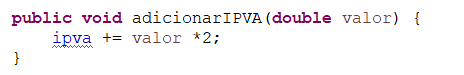 public void adicionarIPVA(double valor) {
    ipva += valor *2;
}